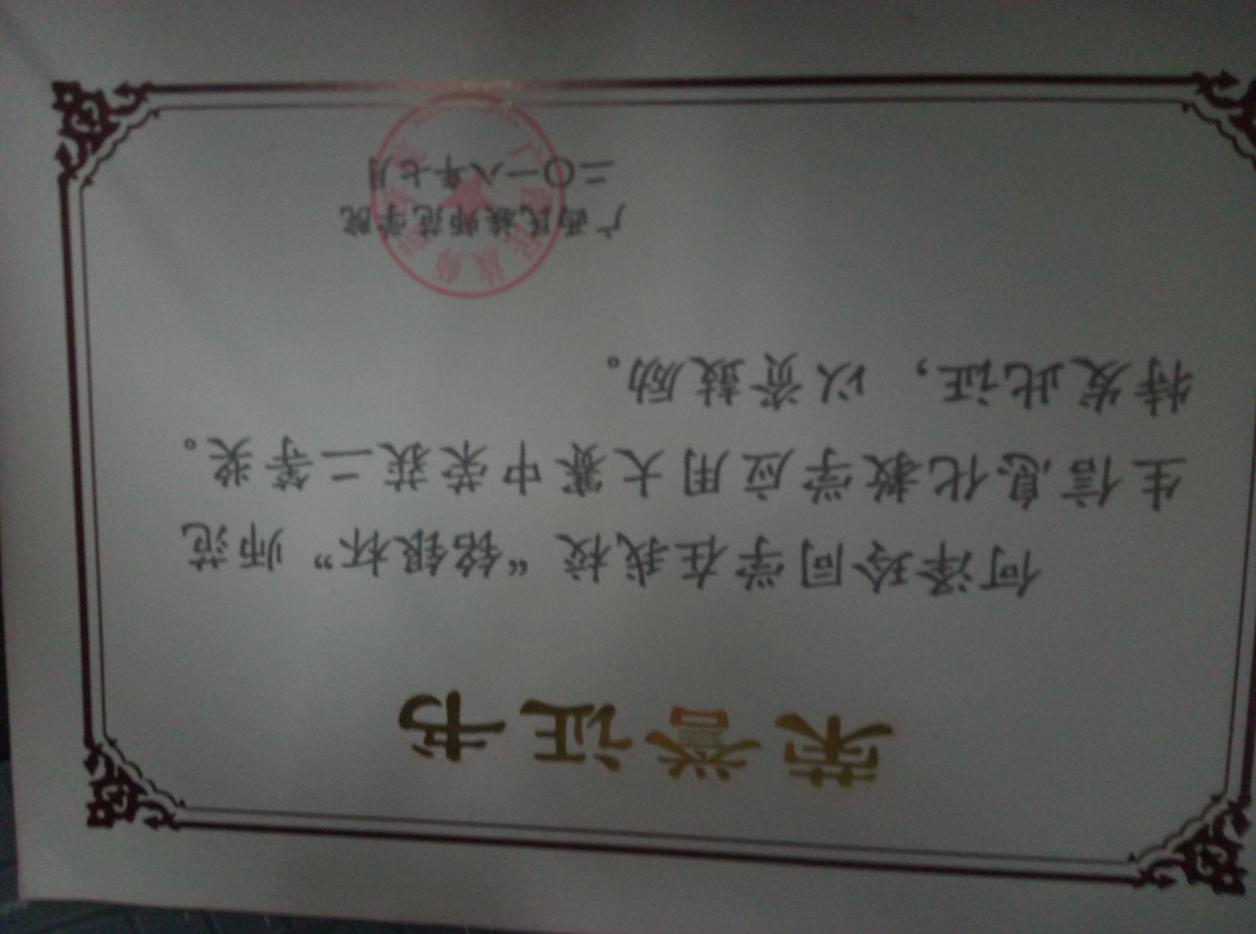 荣誉证书
何泽玲同学在我校“铭银杯”师范
生信息化教学应用大赛中荣获二等奖。
特发此证，以资鼓励。
广西民族师范学院
二〇一八年七月